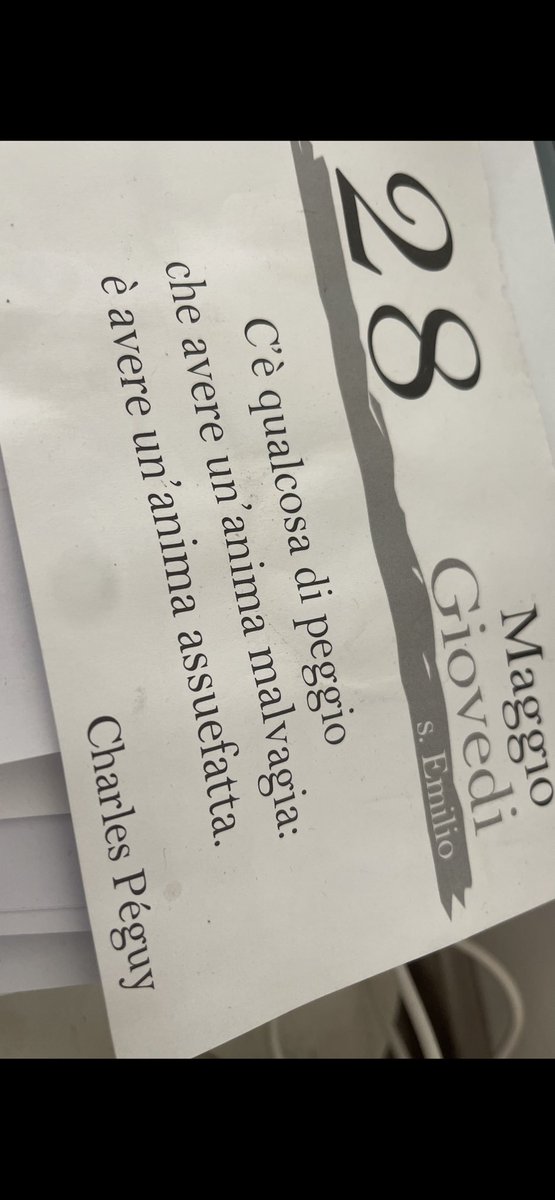 Maggio
28 Giovedì
s. Emilio
C'è qualcosa di peggio
che avere un'anima malvagia:
è avere un'anima assuefatta.
Charles Péguy